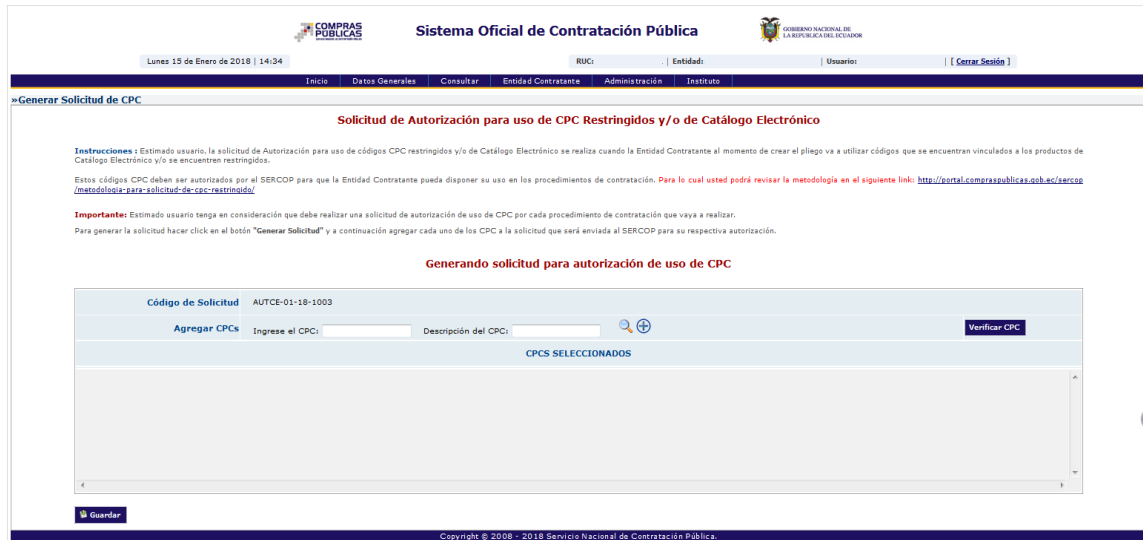 COMPRAS
PÚBLICAS
Sistema Oficial de Contratación Pública
GOBIERNO NACIONAL DE
LA REPUBLICA DEL ECUADOR
Lunes 15 de Enero de 2018 | 14:34
RUC: . | Entidad: | Usuario: | [ Cerrar Sesión ]
Inicio Datos Generales Consultar Entidad Contratante Administración Instituto
»Generar Solicitud de CPC
Solicitud de Autorización para uso de CPC Restringidos y/o de Catálogo Electrónico
Instrucciones : Estimado usuario. la solicitud de Autorización para uso de códigos CPC restringidos y/o de Catálogo Electrónico se realiza cuando la Entidad Contratante al momento de crear el pliego va a utilizar códigos que se encuentran vinculados a los productos de
Catálogo Electrónico y/o se encuentren restringidos.
Estos códigos CPC deben ser autorizados por el SERCOP para que la Entidad Contratante pueda disponer su uso en los procedimientos de contratación. Para lo cual usted podrá revisar la metodología en el siguiente link: http://portal.compraspublicas.gob.ec/sercop
/metodologia-para-solicitud-de-cpc-restringido/
Importante: Estimado usuario tenga en consideración que debe realizar una solicitud de autorización de uso de CPC por cada procedimiento de contratación que vaya a realizar.
Para generar la solicitud hacer click en el botón "Generar Solicitud" y a continuación agregar cada uno de los CPC a la solicitud que será enviada al SERCOP para su respectiva autorización.
Generando solicitud para autorización de uso de CPC
Código de Solicitud AUTCE-01-18-1003
Agregar CPCs Ingrese el CPC: Descripción del CPC: Verificar CPC
CPCS SELECCIONADOS
Guardar
Copyright © 2008 - 2018 Servicio Nacional de Contratación Pública.